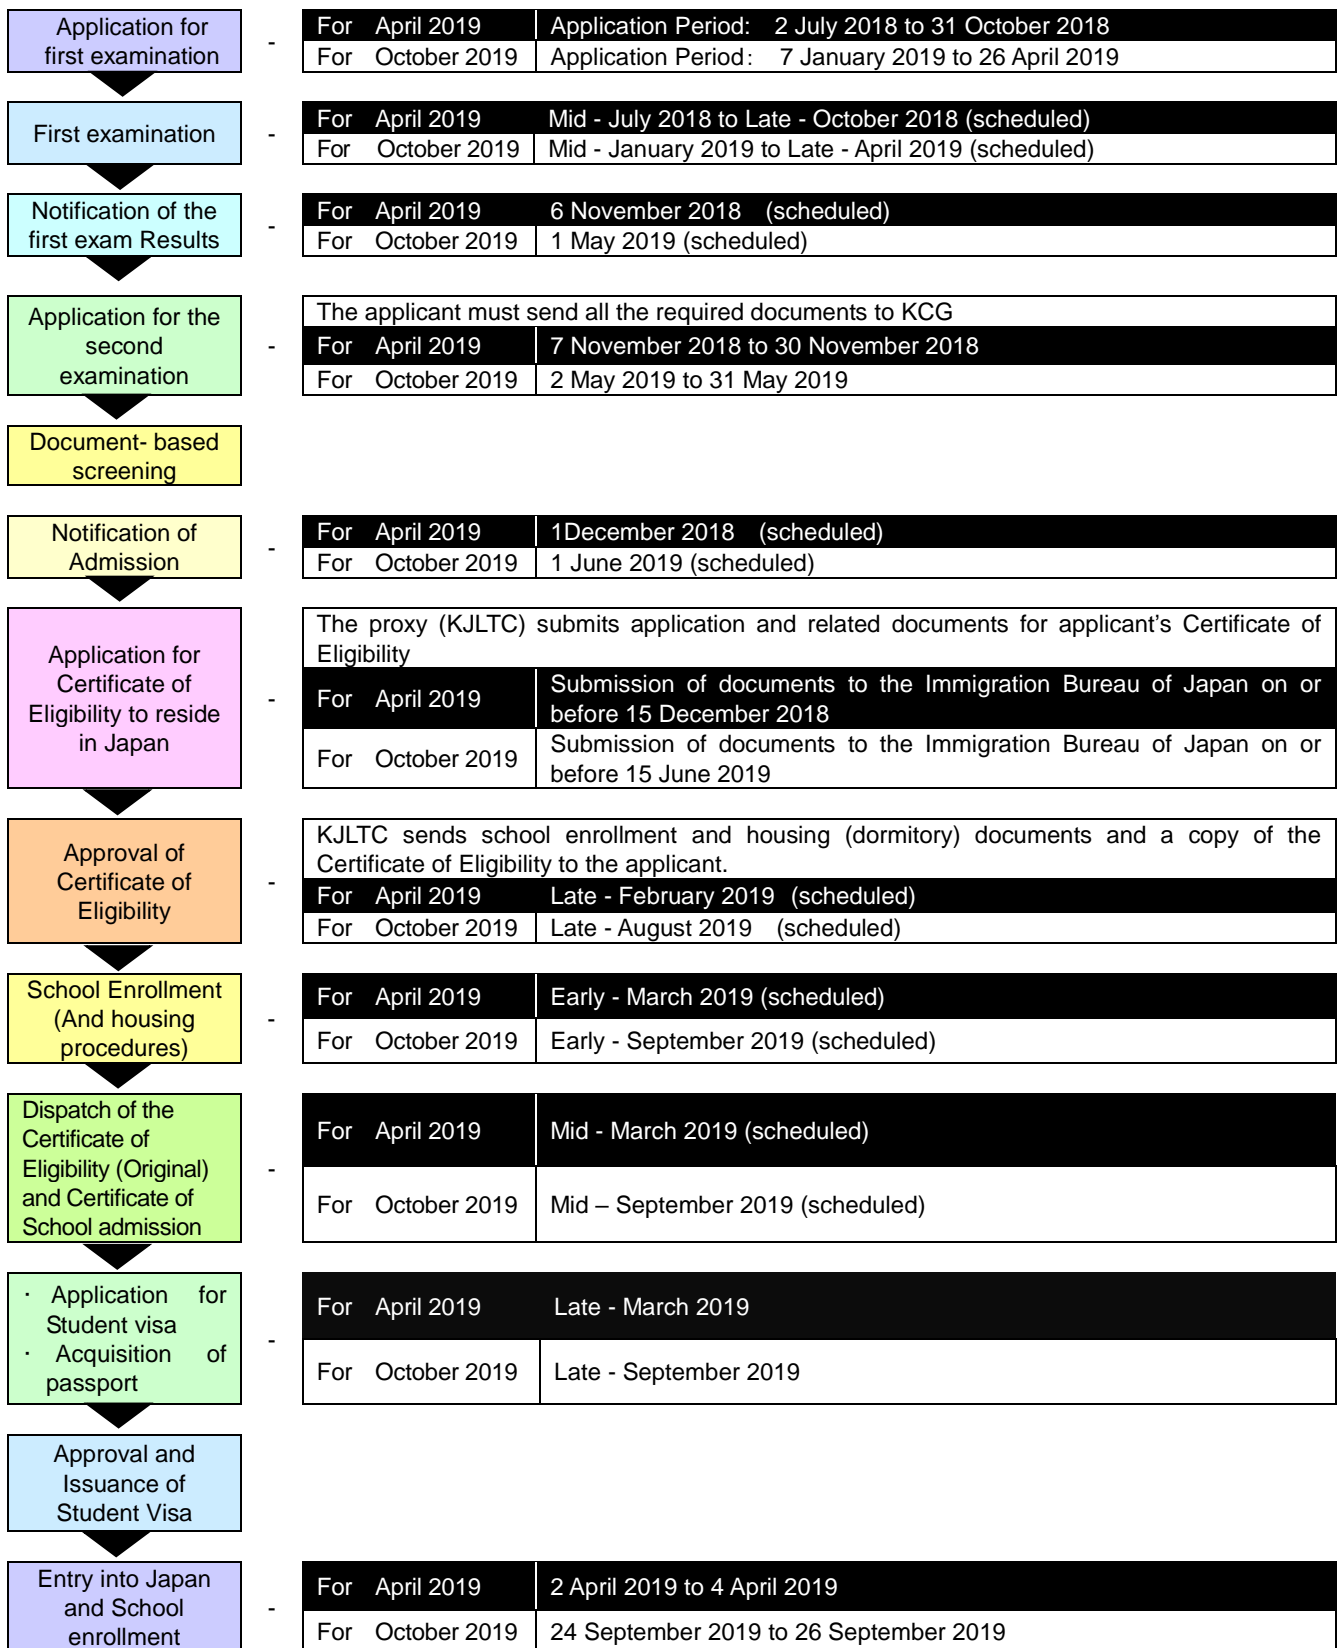 Application for
first examination
-
For April 2019 Application Period: 2 July 2018 to 31 October 2018
For October 2019 Application Period: 7 January 2019 to 26 April 2019
First examination
-
For April 2019 Mid - July 2018 to Late - October 2018 (scheduled)
For October 2019 Mid - January 2019 to Late - April 2019 (scheduled)
Notification of the
first exam Results
-
For April 2019 6 November 2018 (scheduled)
For October 2019 1 May 2019 (scheduled)
Application for the
second
examination
-
The applicant must send all the required documents to KCG
For April 2019 7 November 2018 to 30 November 2018
For October 2019 2 May 2019 to 31 May 2019
Document- based
screening
Notification of
Admission
-
For April 2019 1December 2018 (scheduled)
For October 2019 1 June 2019 (scheduled)
Application for
Certificate of
Eligibility to reside
in Japan
-
The proxy (KJLTC) submits application and related documents for applicant's Certificate of
Eligibility
For April 2019 Submission of documents to the Immigration Bureau of Japan on or
before 15 December 2018
For October 2019 Submission of documents to the Immigration Bureau of Japan on or
before 15 June 2019
Approval of
Certificate of
Eligibility
-
KJLTC sends school enrollment and housing (dormitory) documents and a copy of the
Certificate of Eligibility to the applicant.
For April 2019 Late - February 2019 (scheduled)
For October 2019 Late - August 2019 (scheduled)
School Enrollment
(And housing
procedures)
-
For April 2019 Early - March 2019 (scheduled)
For October 2019 Early - September 2019 (scheduled)
Dispatch of the
Certificate of
Eligibility (Original)
and Certificate of
School admission
-
For April 2019 Mid - March 2019 (scheduled)
For October 2019 Mid – September 2019 (scheduled)
· Application for
Student visa
· Acquisition of
passport
-
For April 2019 Late - March 2019
For October 2019 Late - September 2019
Approval and
Issuance of
Student Visa
Entry into Japan
and School
enrollment
-
For April 2019 2 April 2019 to 4 April 2019
For October 2019 24 September 2019 to 26 September 2019